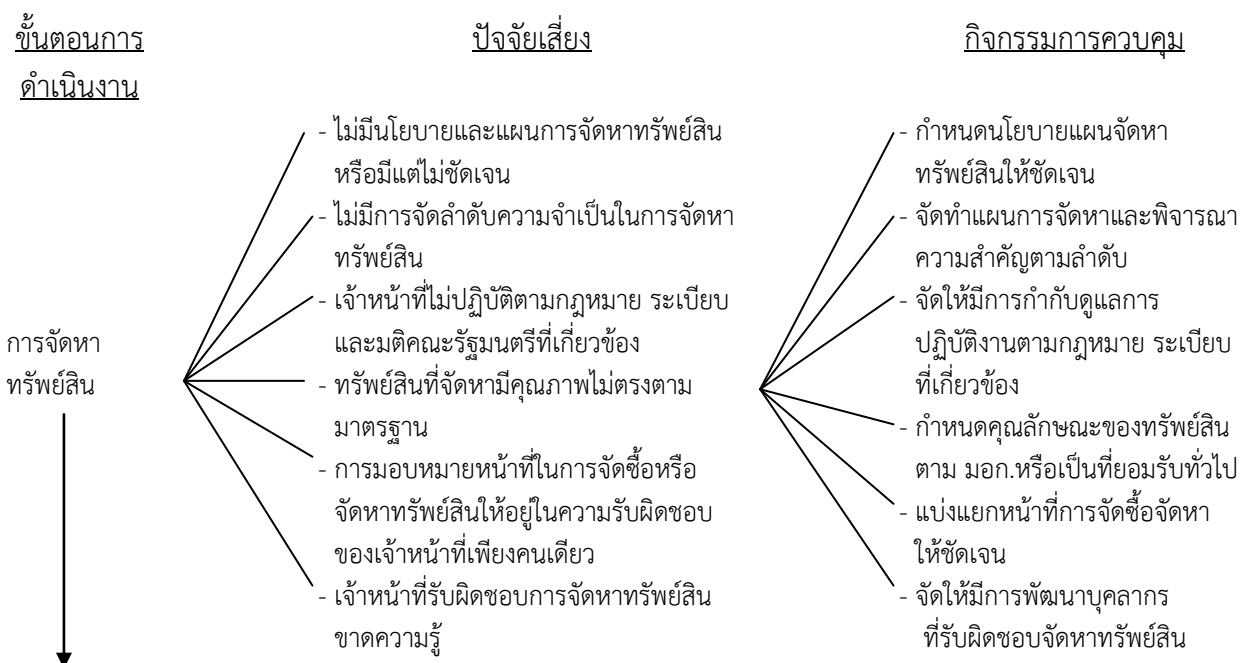 ขั้นตอนการ
ดำเนินงาน
ปัจจัยเสี่ยง
กิจกรรมการควบคุม
การจัดหา
ทรัพย์สิน
- ไม่มีนโยบายและแผนการจัดหาทรัพย์สิน
หรือมีแต่ไม่ชัดเจน
- ไม่มีการจัดลำดับความจำเป็นในการจัดหา
ทรัพย์สิน
- เจ้าหน้าที่ไม่ปฏิบัติตามกฎหมาย ระเบียบ
และมติคณะรัฐมนตรีที่เกี่ยวข้อง
- ทรัพย์สินที่จัดหามีคุณภาพไม่ตรงตาม
มาตรฐาน
- การมอบหมายหน้าที่ในการจัดซื้อหรือ
จัดหาทรัพย์สินให้อยู่ในความรับผิดชอบ
ของเจ้าหน้าที่เพียงคนเดียว
- เจ้าหน้าที่รับผิดชอบการจัดหาทรัพย์สิน
ขาดความรู้
- กำหนดนโยบายแผนจัดหา
ทรัพย์สินให้ชัดเจน
- จัดทำแผนการจัดหาและพิจารณา
ความสำคัญตามลำดับ
- จัดให้มีการกำกับดูแลการ
ปฏิบัติงานตามกฎหมาย ระเบียบ
ที่เกี่ยวข้อง
- กำหนดคุณลักษณะของทรัพย์สิน
ตาม มอก.หรือเป็นที่ยอมรับทั่วไป
- แบ่งแยกหน้าที่การจัดซื้อจัดหา
ให้ชัดเจน
- จัดให้มีการพัฒนาบุคลากร
ที่รับผิดชอบจัดหาทรัพย์สิน